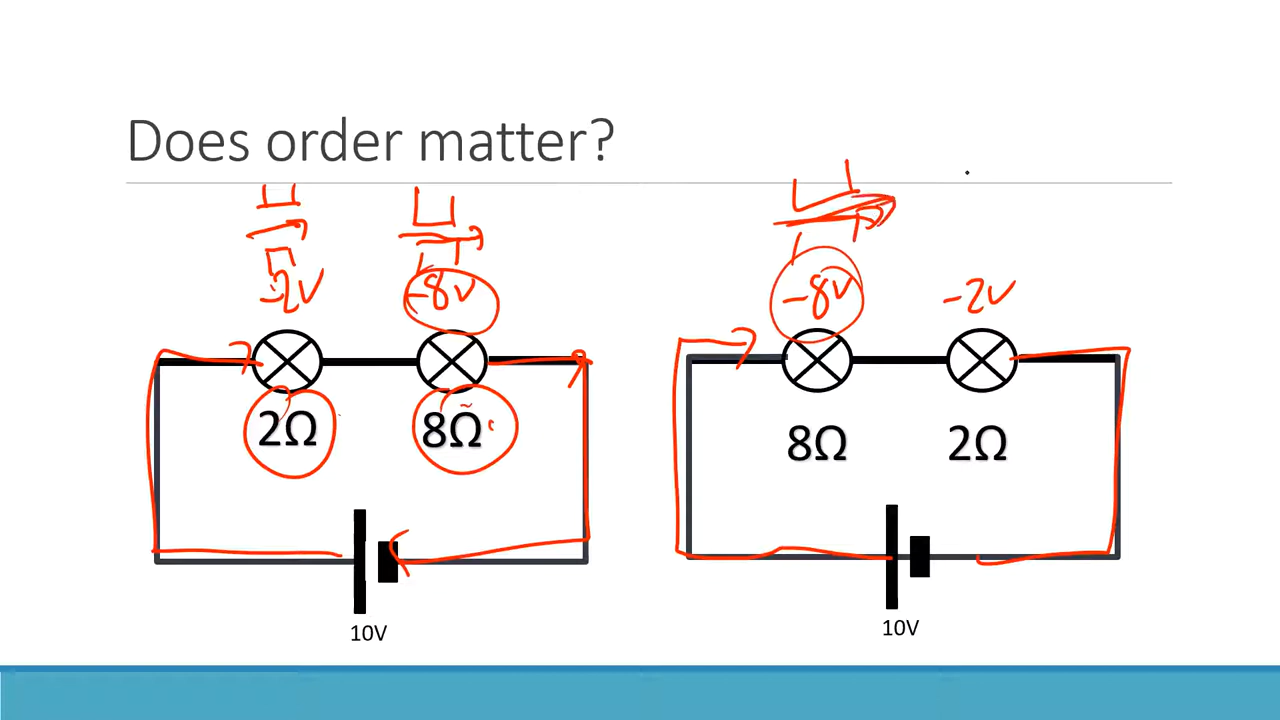 Does order matter?
-2V
-8V
-8V
-2V
2Ω
8Ω
8Ω
2Ω
10V
10V